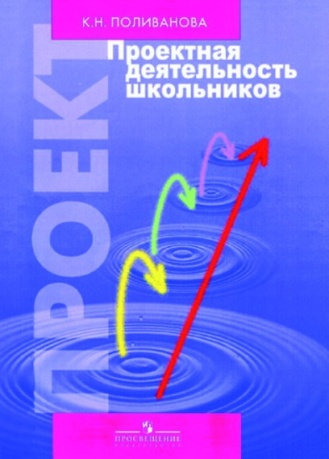 К.Н. ПОЛИВАНОВА
Проектная
деятельность
школьников
ПРОЕКТ
ПРОСВЕЩЕНИЕ